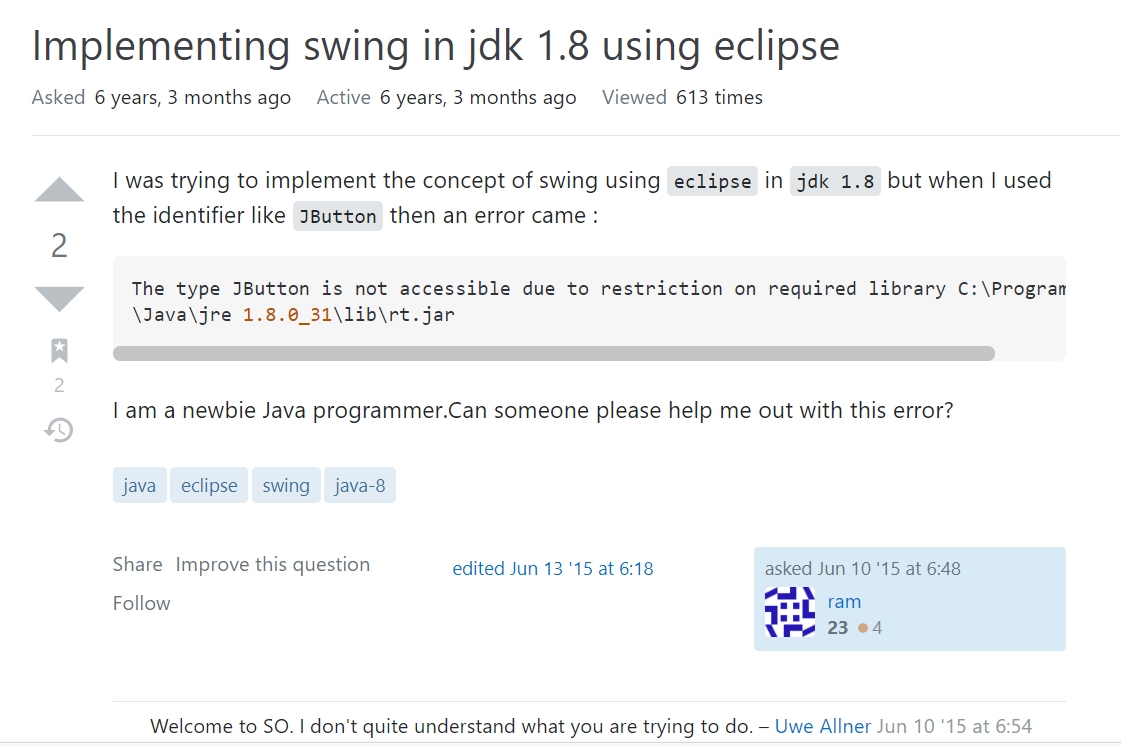 Implementing swing in jdk 1.8 using eclipse
Asked 6 years, 3 months ago Active 6 years, 3 months ago Viewed 613 times
I was trying to implement the concept of swing using eclipse in jdk 1.8 but when I used
the identifier like JButton then an error came :
2
The type JButton is not accessible due to restriction on required library C:\Program
\Java\jre 1.8.0_31\lib\rt.jar
2
I am a newbie Java programmer.Can someone please help me out with this error?
java eclipse swing java-8
Share Improve this question edited Jun 13 '15 at 6:18 asked Jun 10 '15 at 6:48
Follow ram
23 4
Welcome to SO. I don't quite understand what you are trying to do. – Uwe Allner Jun 10 '15 at 6:54